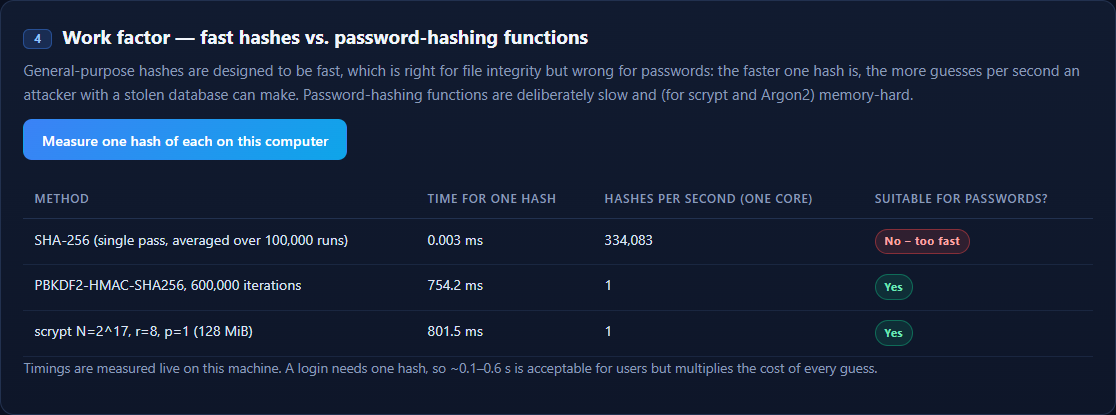 4 Work factor — fast hashes vs. password-hashing functions
General-purpose hashes are designed to be fast, which is right for file integrity but wrong for passwords: the faster one hash is, the more guesses per second an
attacker with a stolen database can make. Password-hashing functions are deliberately slow and (for scrypt and Argon2) memory-hard.
Measure one hash of each on this computer
METHOD TIME FOR ONE HASH HASHES PER SECOND (ONE CORE) SUITABLE FOR PASSWORDS?
SHA-256 (single pass, averaged over 100,000 runs) 0.003 ms 334,083 No – too fast
PBKDF2-HMAC-SHA256, 600,000 iterations 754.2 ms 1 Yes
scrypt N=2^17, r=8, p=1 (128 MiB) 801.5 ms 1 Yes
Timings are measured live on this machine. A login needs one hash, so ~0.1–0.6 s is acceptable for users but multiplies the cost of every guess.